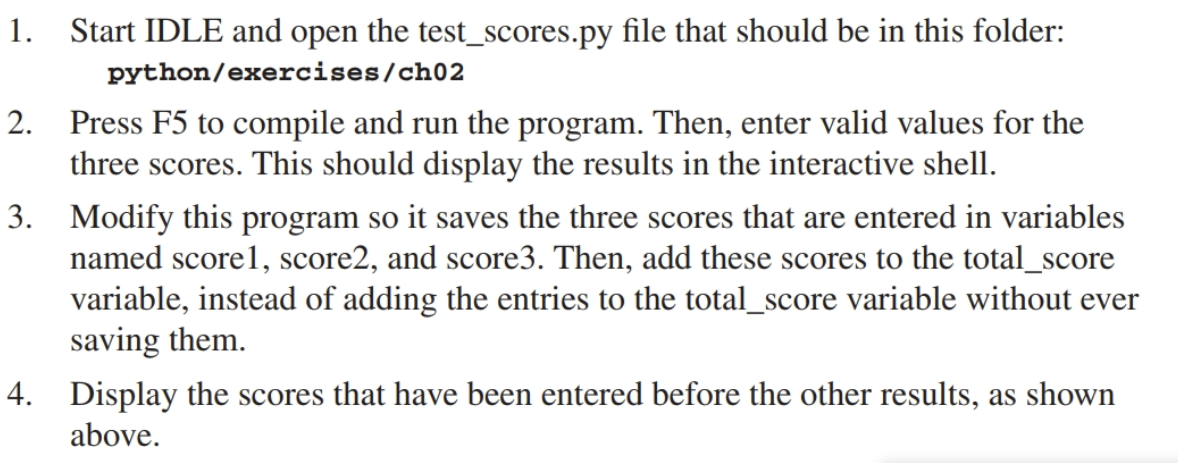 1. Start IDLE and open the test_scores.py file that should be in this folder:
python/exercises/ch02
2. Press F5 to compile and run the program. Then, enter valid values for the
three scores. This should display the results in the interactive shell.
3. Modify this program so it saves the three scores that are entered in variables
named score1, score2, and score3. Then, add these scores to the total_score
variable, instead of adding the entries to the total_score variable without ever
saving them.
4. Display the scores that have been entered before the other results, as shown
above.